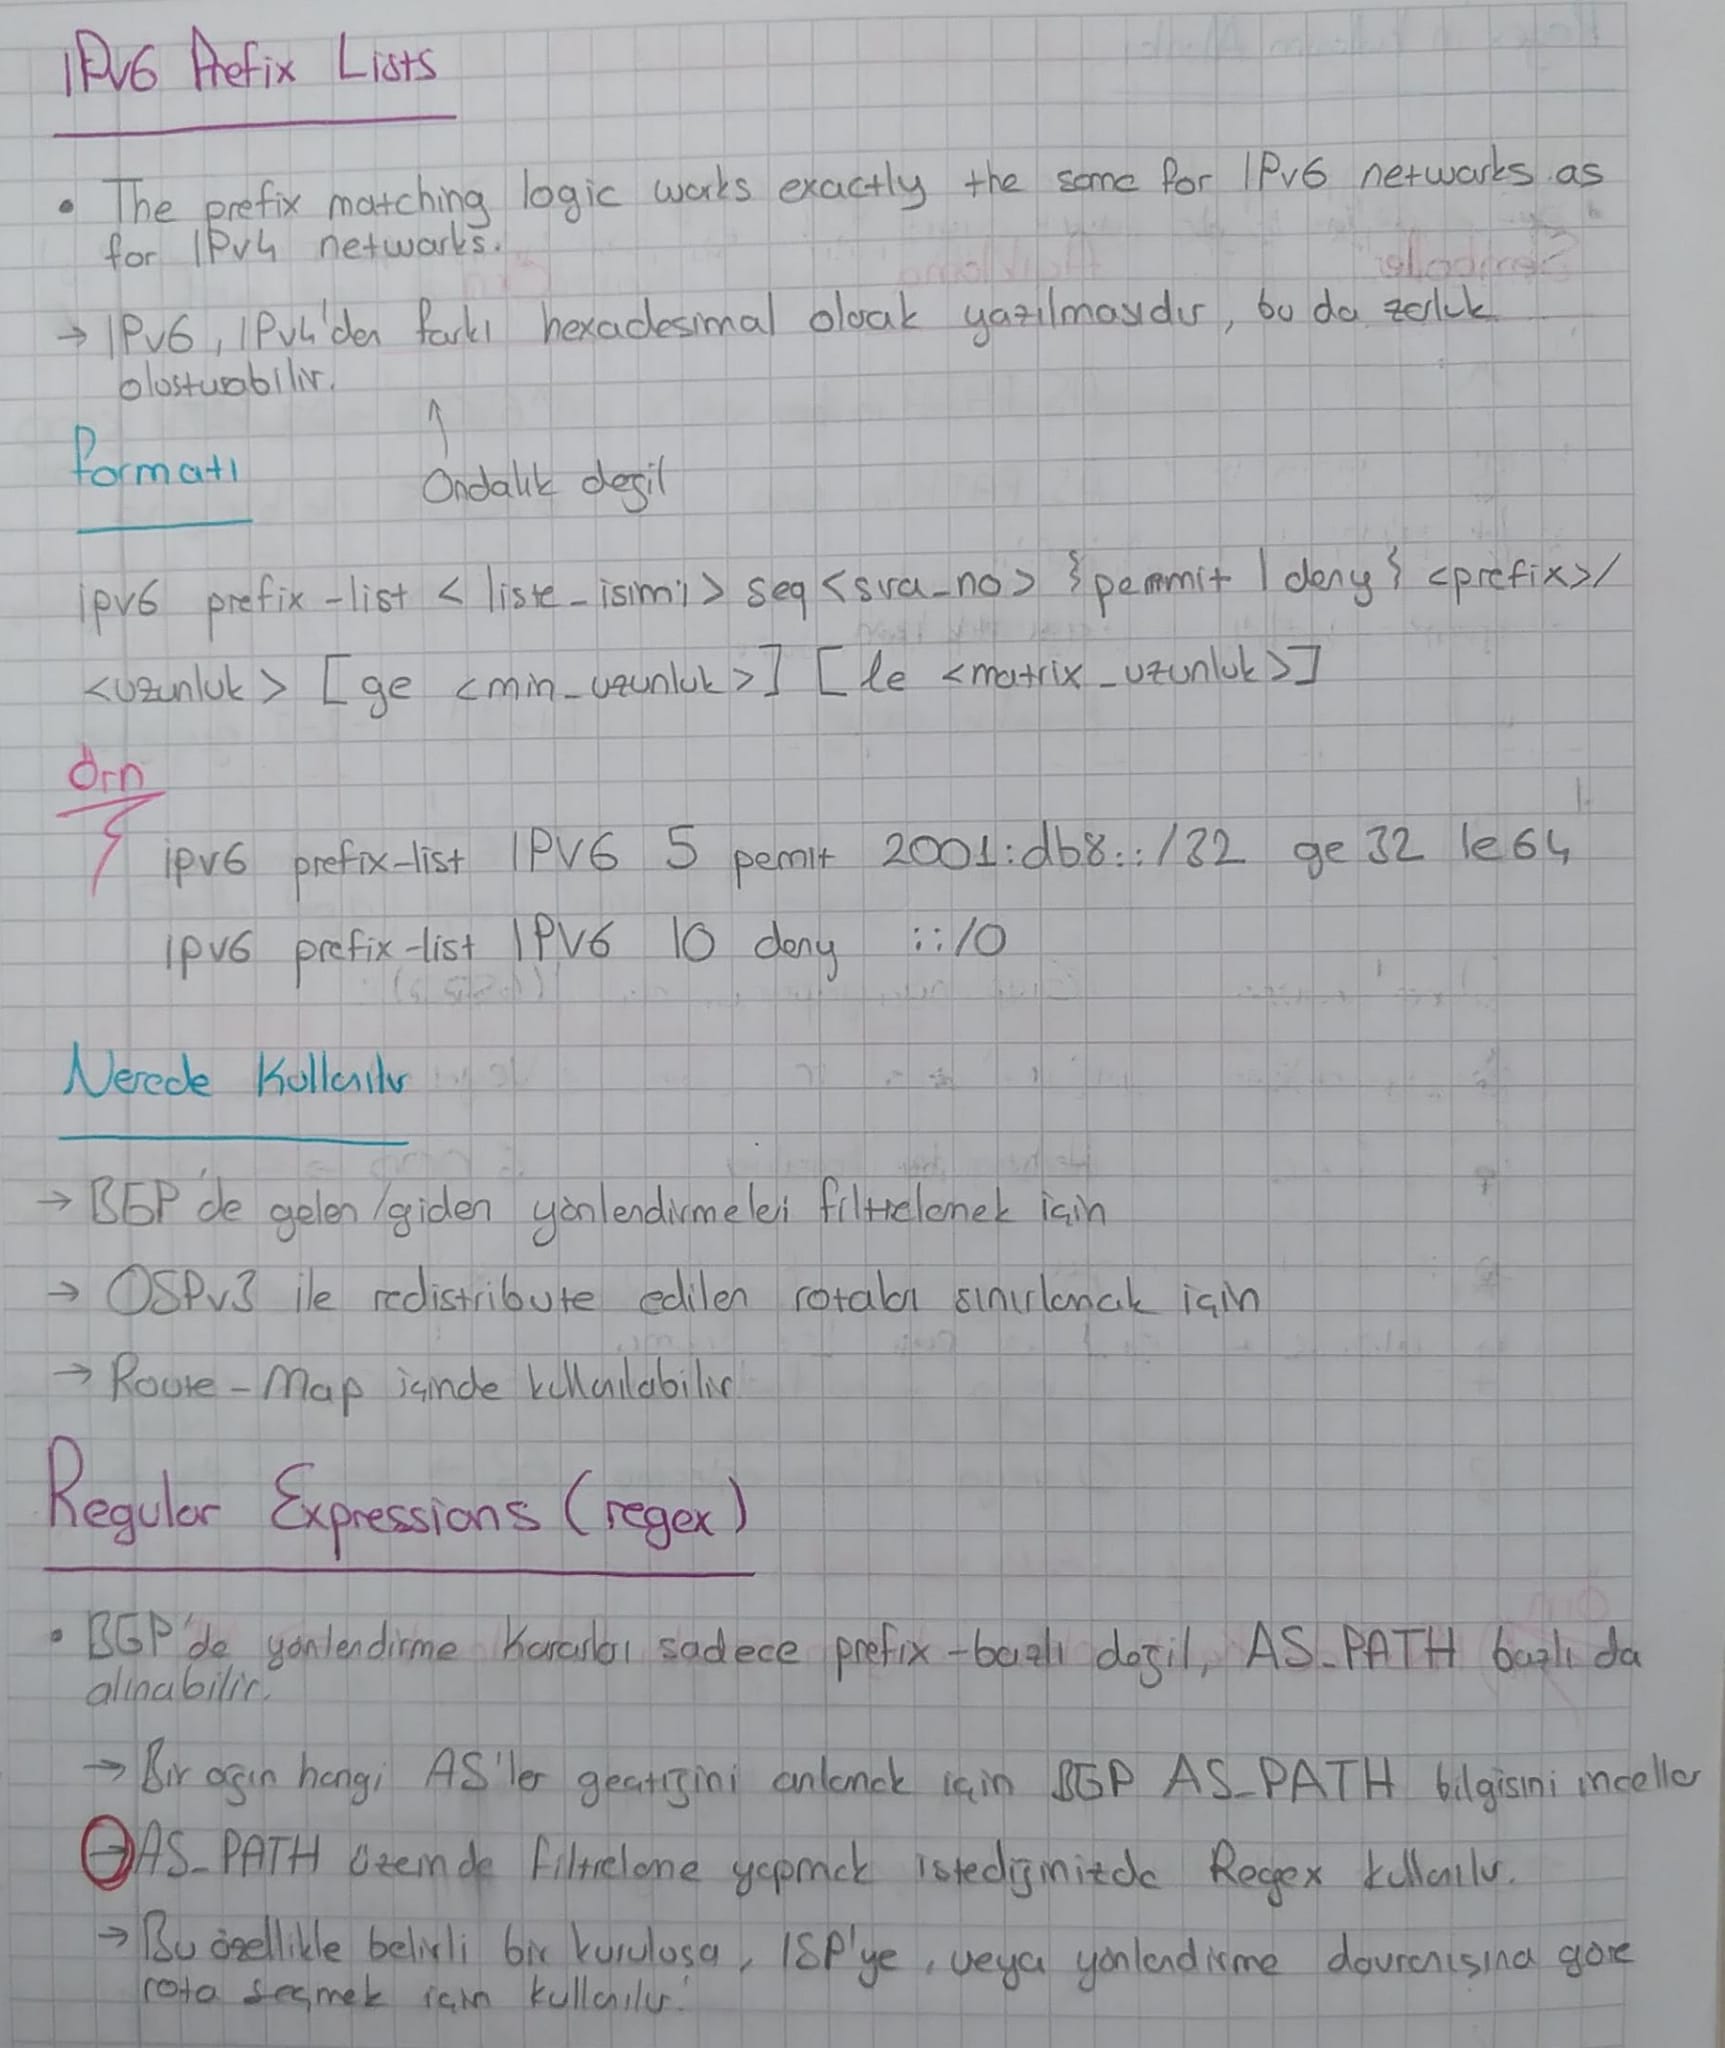 IPv6 Prefix Lists
• The prefix matching logic works exactly the same for IPv6 networks as
for IPv4 networks.
→ IPv6, IPv4'den farkı hexadesimal olarak yazılmasıdır, bu da zorluk
oluşturabilir.
↑
Formatı
Ondalık değil
ipv6 prefix-list < liste_isimi> seq <sıra_no> {permit | deny} <prefix>/
<uzunluk> [ge <min_uzunluk>] [le <matrix_uzunluk>]
Örn
ipv6 prefix-list IPV6 5 permit 2001:db8::/32 ge 32 le 64
ipv6 prefix-list IPV6 10 deny ::/0
Nerede Kullanılır
→ BGP'de gelen/giden yönlendirmeleri filtrelemek için
→ OSPv3 ile redistribute edilen rotaları sınırlamak için
→ Route-Map içinde kullanılabilir
Regular Expressions (regex)
• BGP'de yönlendirme kararları sadece prefix-bazlı değil, AS_PATH bazlı da
alınabilir.
→ Bir ağın hangi AS'ler geçtiğini anlamak için BGP AS_PATH bilgisini inceller
→ AS_PATH üzerinde filtreleme yapmak istediğimizde Regex kullanılır.
→ Bu özellikle belirli bir kuruluşa, ISP'ye, veya yönlendirme davranışına göre
rota seçmek için kullanılır.